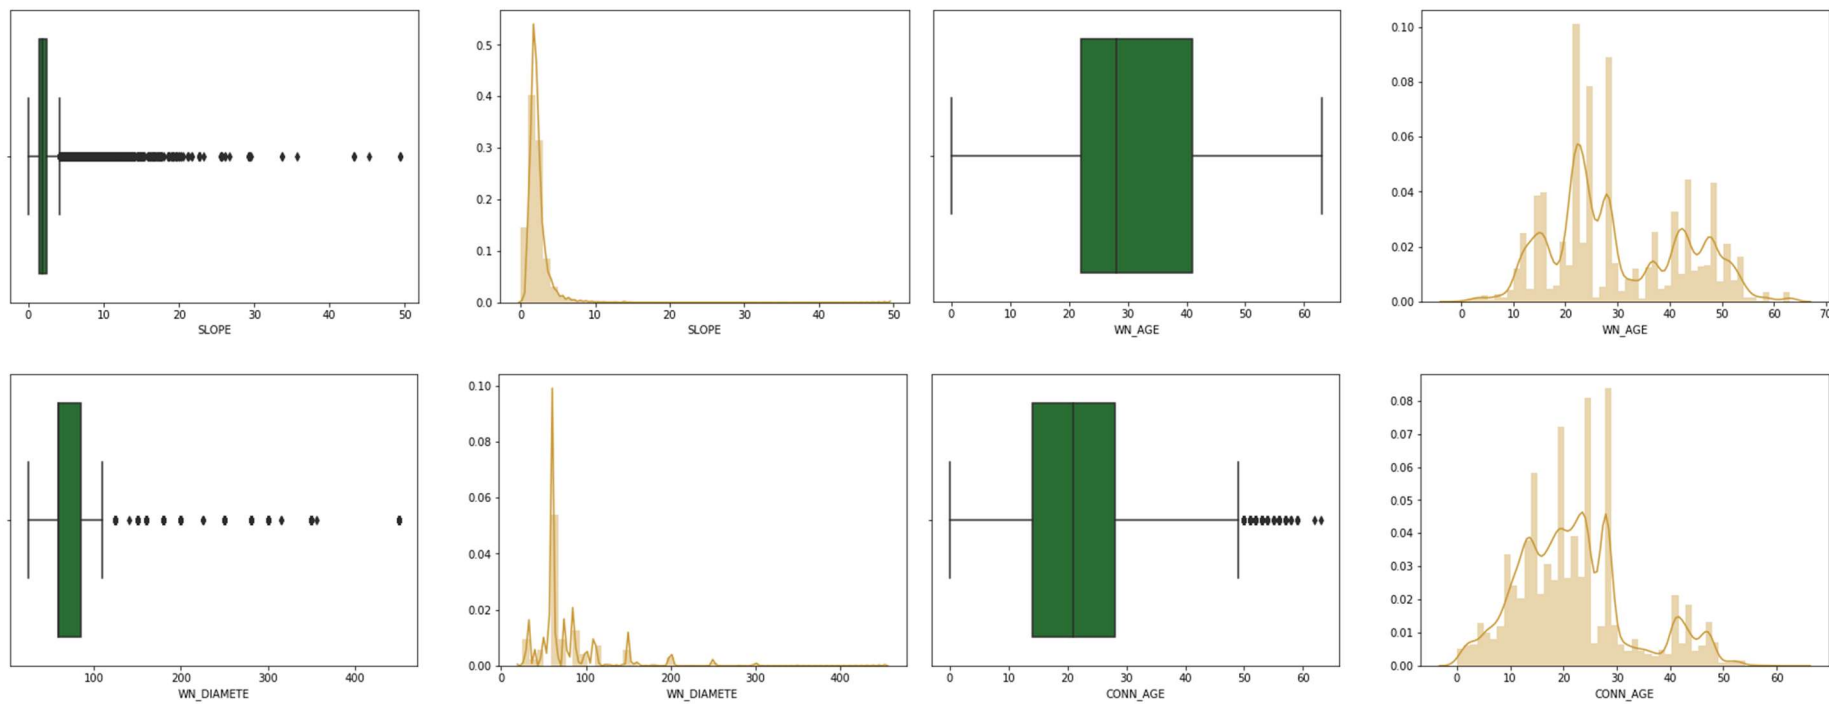 0 10 20 30 40 50
SLOPE
0.5
0.4
0.3
0.2
0.1
0.0
0 10 20 30 40 50
SLOPE
0 10 20 30 40 50 60
WN_AGE
0.10
0.08
0.06
0.04
0.02
0.00
0 10 20 30 40 50 60 70
WN_AGE
100 200 300 400
WN_DIAMETE
0.10
0.08
0.06
0.04
0.02
0.00
0 100 200 300 400
WN_DIAMETE
0 10 20 30 40 50 60
CONN_AGE
0.08
0.07
0.06
0.05
0.04
0.03
0.02
0.01
0.00
0 10 20 30 40 50 60
CONN_AGE